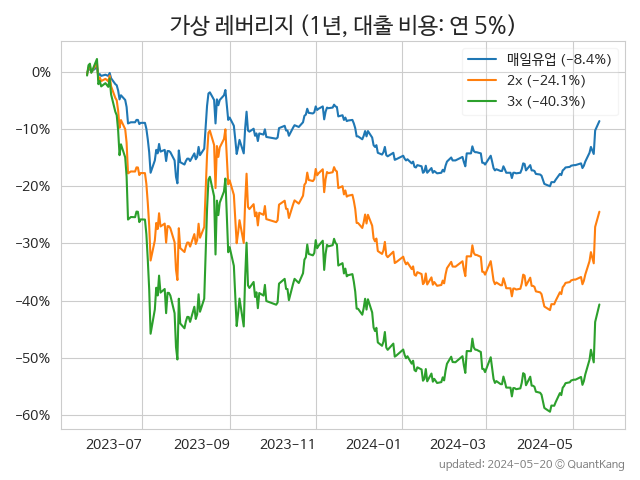 가상 레버리지 (1년, 대출 비용: 연 5%)
매일유업 (−8.4%)
2x (−24.1%)
3x (−40.3%)
0%
−10%
−20%
−30%
−40%
−50%
−60%
2023-07 2023-09 2023-11 2024-01 2024-03 2024-05
updated: 2024-05-20 © QuantKang